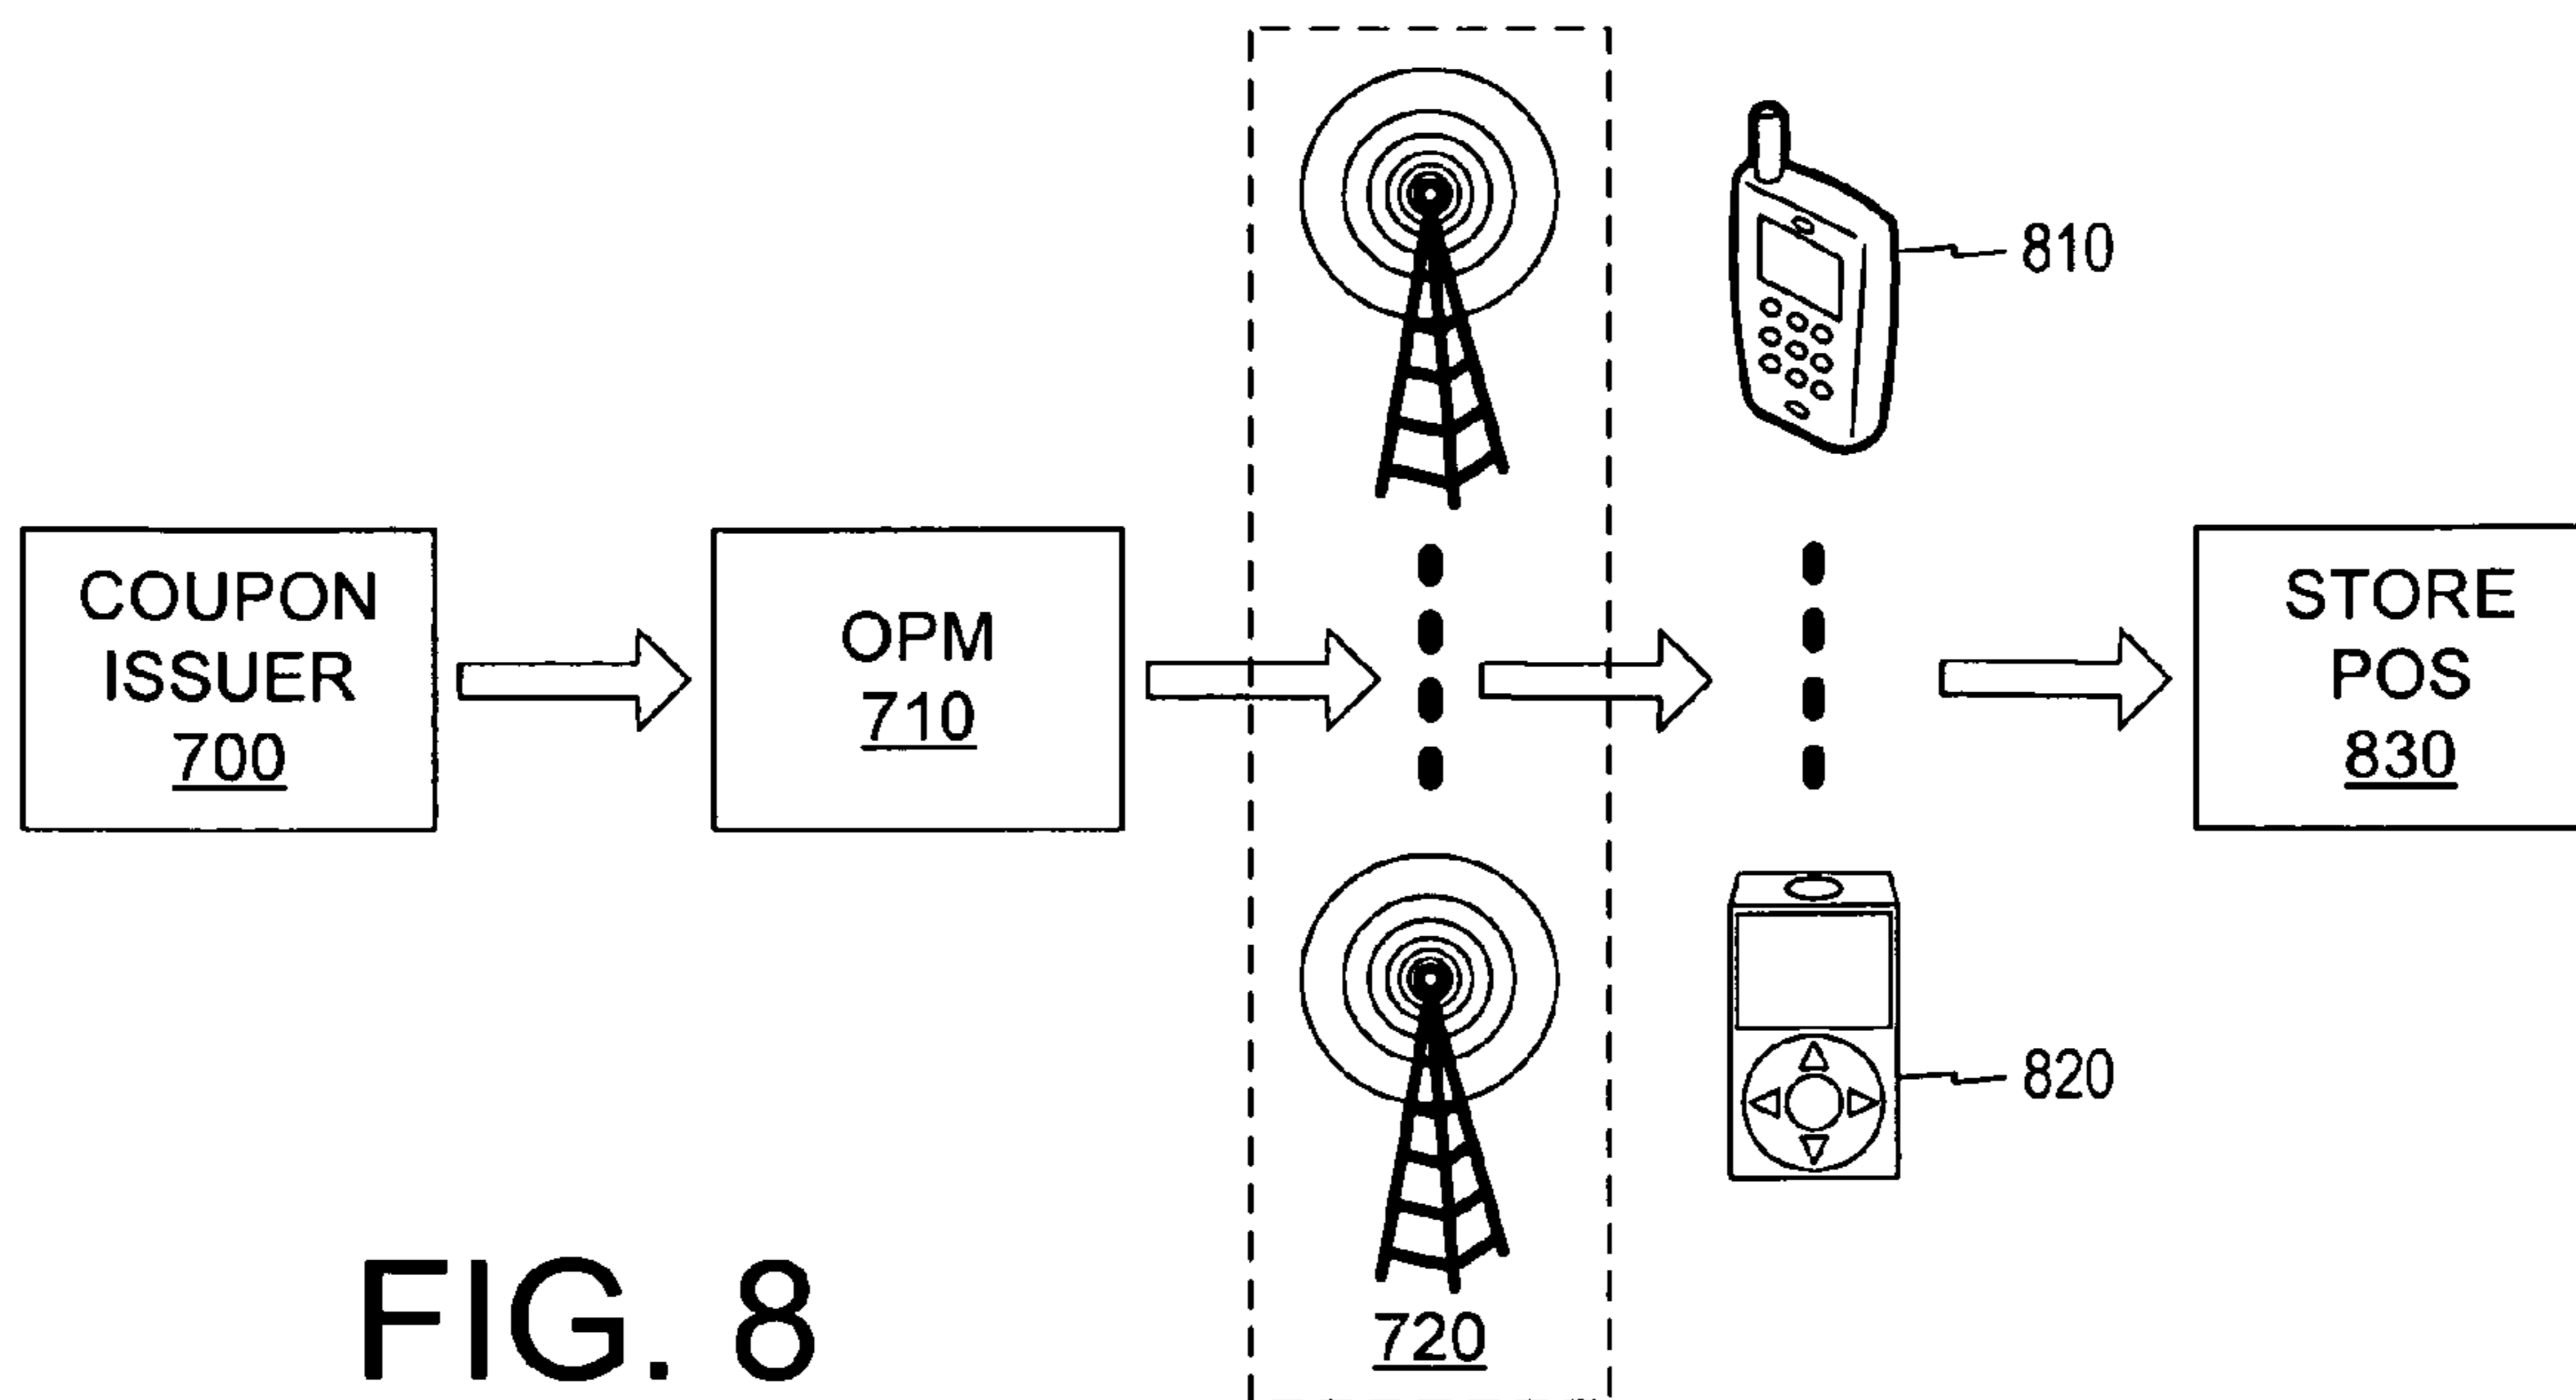 COUPON
ISSUER
700
OPM
710
720
810
820
STORE
POS
830
FIG. 8